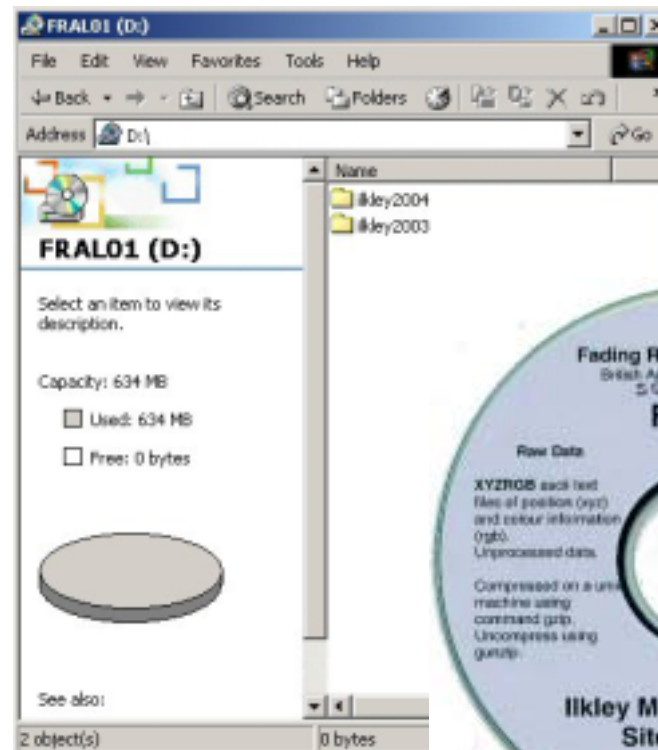 FRAL01 (D:)
File Edit View Favorites Tools Help
Back Search Folders
Address D:\ Go
Name
ilkley2004
ilkley2003
FRAL01 (D:)
Select an item to view its
description.
Capacity: 634 MB
Used: 634 MB
Free: 0 bytes
See also:
2 object(s) 0 bytes
Fading R
British A
Raw Data
XYZRGB ascii text
files of position (xyz)
and colour information
(rgb).
Unprocessed data.
Compressed on a
machine using
command gzip.
Uncompress using
gunzip.
Ilkley M
Site